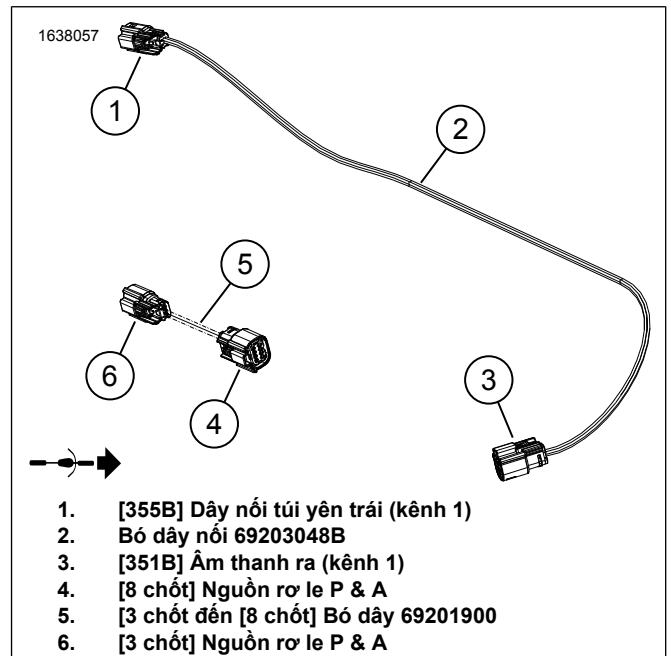 1638057
1
2
5
6
4
3
1. [355B] Dây nối túi yên trái (kênh 1)
2. Bó dây nối 69203048B
3. [351B] Âm thanh ra (kênh 1)
4. [8 chốt] Nguồn rơ le P & A
5. [3 chốt đến [8 chốt] Bó dây 69201900
6. [3 chốt] Nguồn rơ le P & A